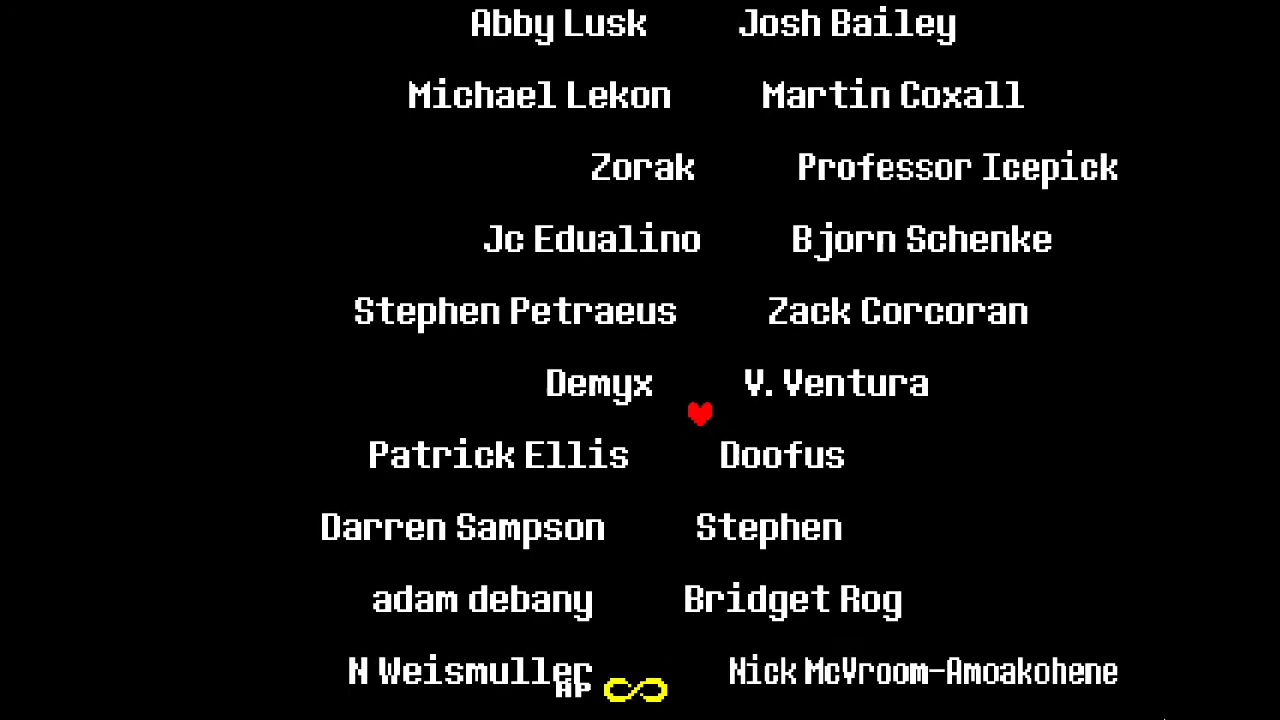 Abby Lusk Josh Bailey
Michael Lekon Martin Coxall
Zorak Professor Icepick
Jc Edualino Bjorn Schenke
Stephen Petraeus Zack Corcoran
Demyx V. Ventura
Patrick Ellis Doofus
Darren Sampson Stephen
adam debany Bridget Rog
N Weismuller Nick McVroom-Amoakohene
HP ∞